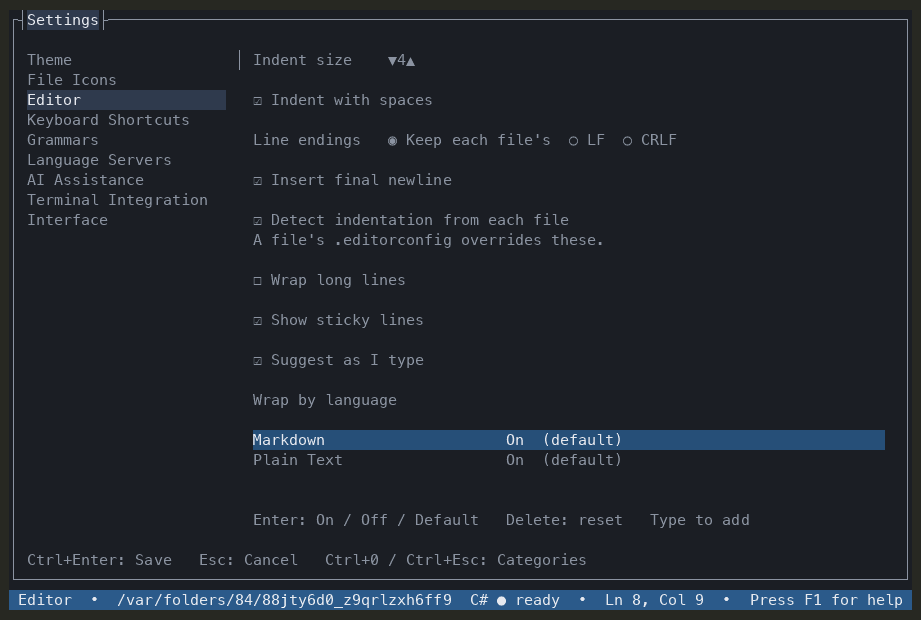 Settings
Theme
File Icons
Editor
Keyboard Shortcuts
Grammars
Language Servers
AI Assistance
Terminal Integration
Interface
Indent size ▼4▲
☑ Indent with spaces
Line endings ◉ Keep each file's ○ LF ○ CRLF
☑ Insert final newline
☑ Detect indentation from each file
A file's .editorconfig overrides these.
☐ Wrap long lines
☑ Show sticky lines
☑ Suggest as I type
Wrap by language
Markdown On (default)
Plain Text On (default)
Enter: On / Off / Default Delete: reset Type to add
Ctrl+Enter: Save Esc: Cancel Ctrl+0 / Ctrl+Esc: Categories
Editor • /var/folders/84/88jty6d0_z9qrlzxh6ff9 C# ● ready • Ln 8, Col 9 • Press F1 for help